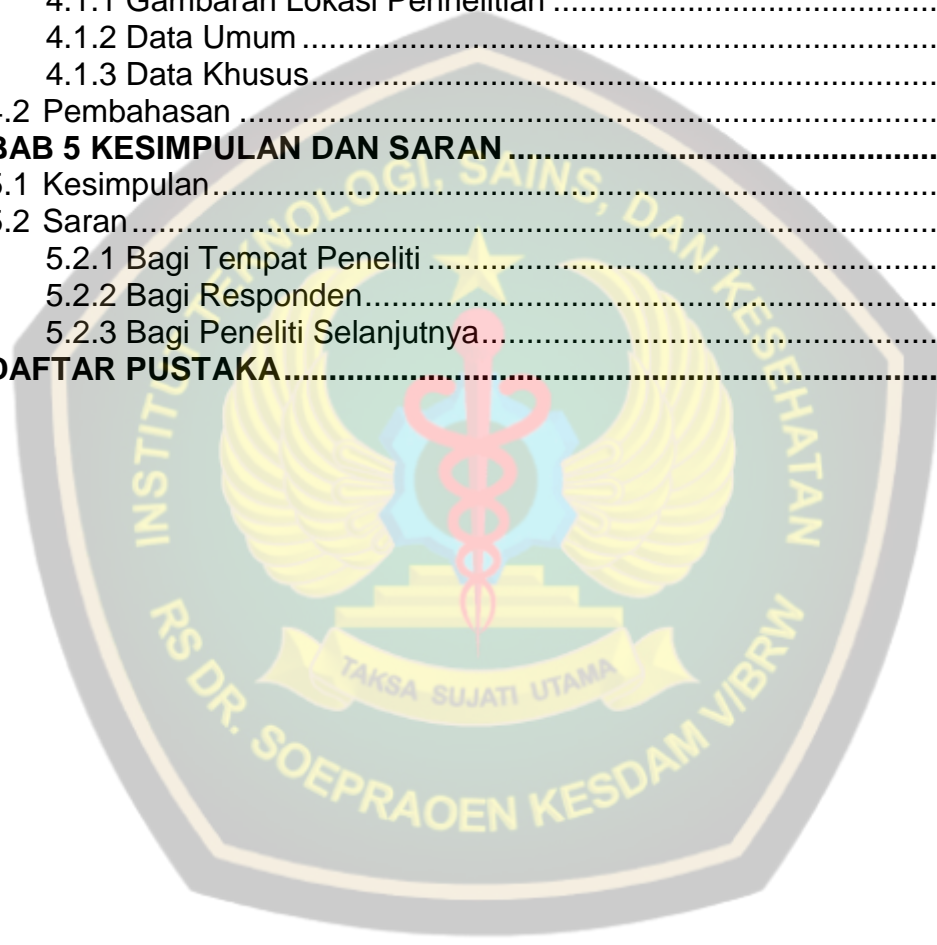 4.1.1 Gambaran Lokasi Pennelitian ........................................
4.1.2 Data Umum ........................................
4.1.3 Data Khusus........................................
.2 Pembahasan ........................................
BAB 5 KESIMPULAN DAN SARAN ........................................
5.1 Kesimpulan........................................
5.2 Saran........................................
5.2.1 Bagi Tempat Peneliti ........................................
5.2.2 Bagi Responden........................................
5.2.3 Bagi Peneliti Selanjutnya........................................
DAFTAR PUSTAKA........................................
INSTITUT TEKNOLOGI, SAINS, DAN KESEHATAN
TAKSA SUJATI UTAMA
RS DR. SOEPRAOEN KESDAM V/BRW